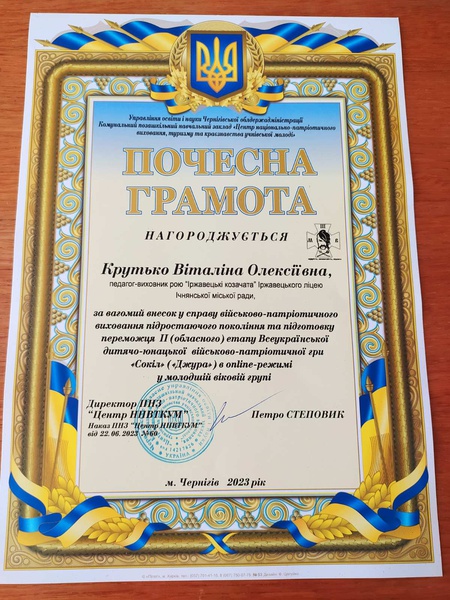 Управління освіти і науки Чернігівської облдержадміністрації
Комунальний позашкільний навчальний заклад «Центр національно-патріотичного
виховання, туризму та краєзнавства учнівської молоді»
ПОЧЕСНА
ГРАМОТА
НАГОРОДЖУЄТЬСЯ
Крутько Віталіна Олексіївна,
педагог-виховник рою "Іржавецькі козачата" Іржавецького ліцею
Ічнянської міської ради,
за вагомий внесок у справу військово-патріотичного
виховання підростаючого покоління та підготовку
переможця II (обласного) етапу Всеукраїнської
дитячо-юнацької військово-патріотичної гри
«Сокіл» («Джура») в online-режимі
у молодшій віковій групі
Директор ПНЗ
"Центр НПВТКУМ"
Петро СТЕПОВИК
Наказ ПНЗ "Центр НПВТКУМ"
від 22.06.2023 №60
УКРАЇНА
м. Чернігів 2023 рік